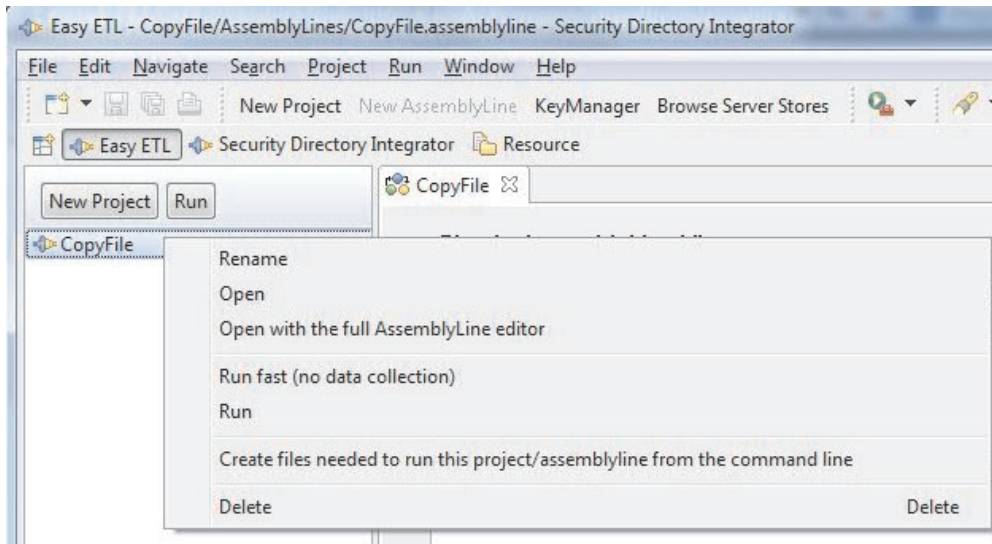 Easy ETL - CopyFile/AssemblyLines/CopyFile.assemblyline - Security Directory Integrator
File Edit Navigate Search Project Run Window Help
New Project New AssemblyLine KeyManager Browse Server Stores
Easy ETL Security Directory Integrator Resource
New Project Run
CopyFile
CopyFile
Rename
Open
Open with the full AssemblyLine editor
Run fast (no data collection)
Run
Create files needed to run this project/assemblyline from the command line
Delete Delete